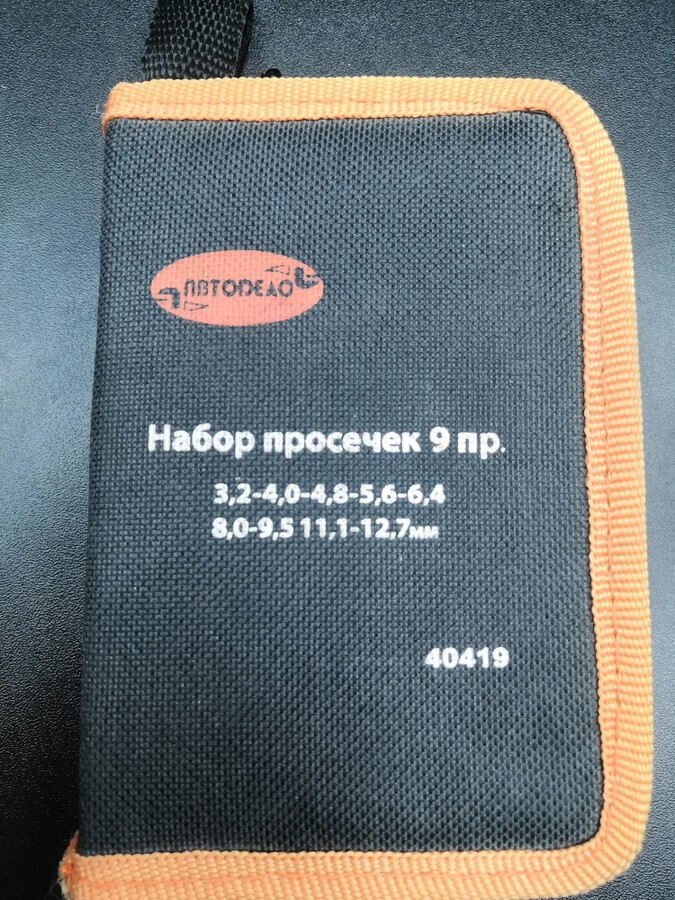 АВТОDЕЛО
Набор просечек 9 пр.
3,2-4,0-4,8-5,6-6,4
8,0-9,5 11,1-12,7мм
40419